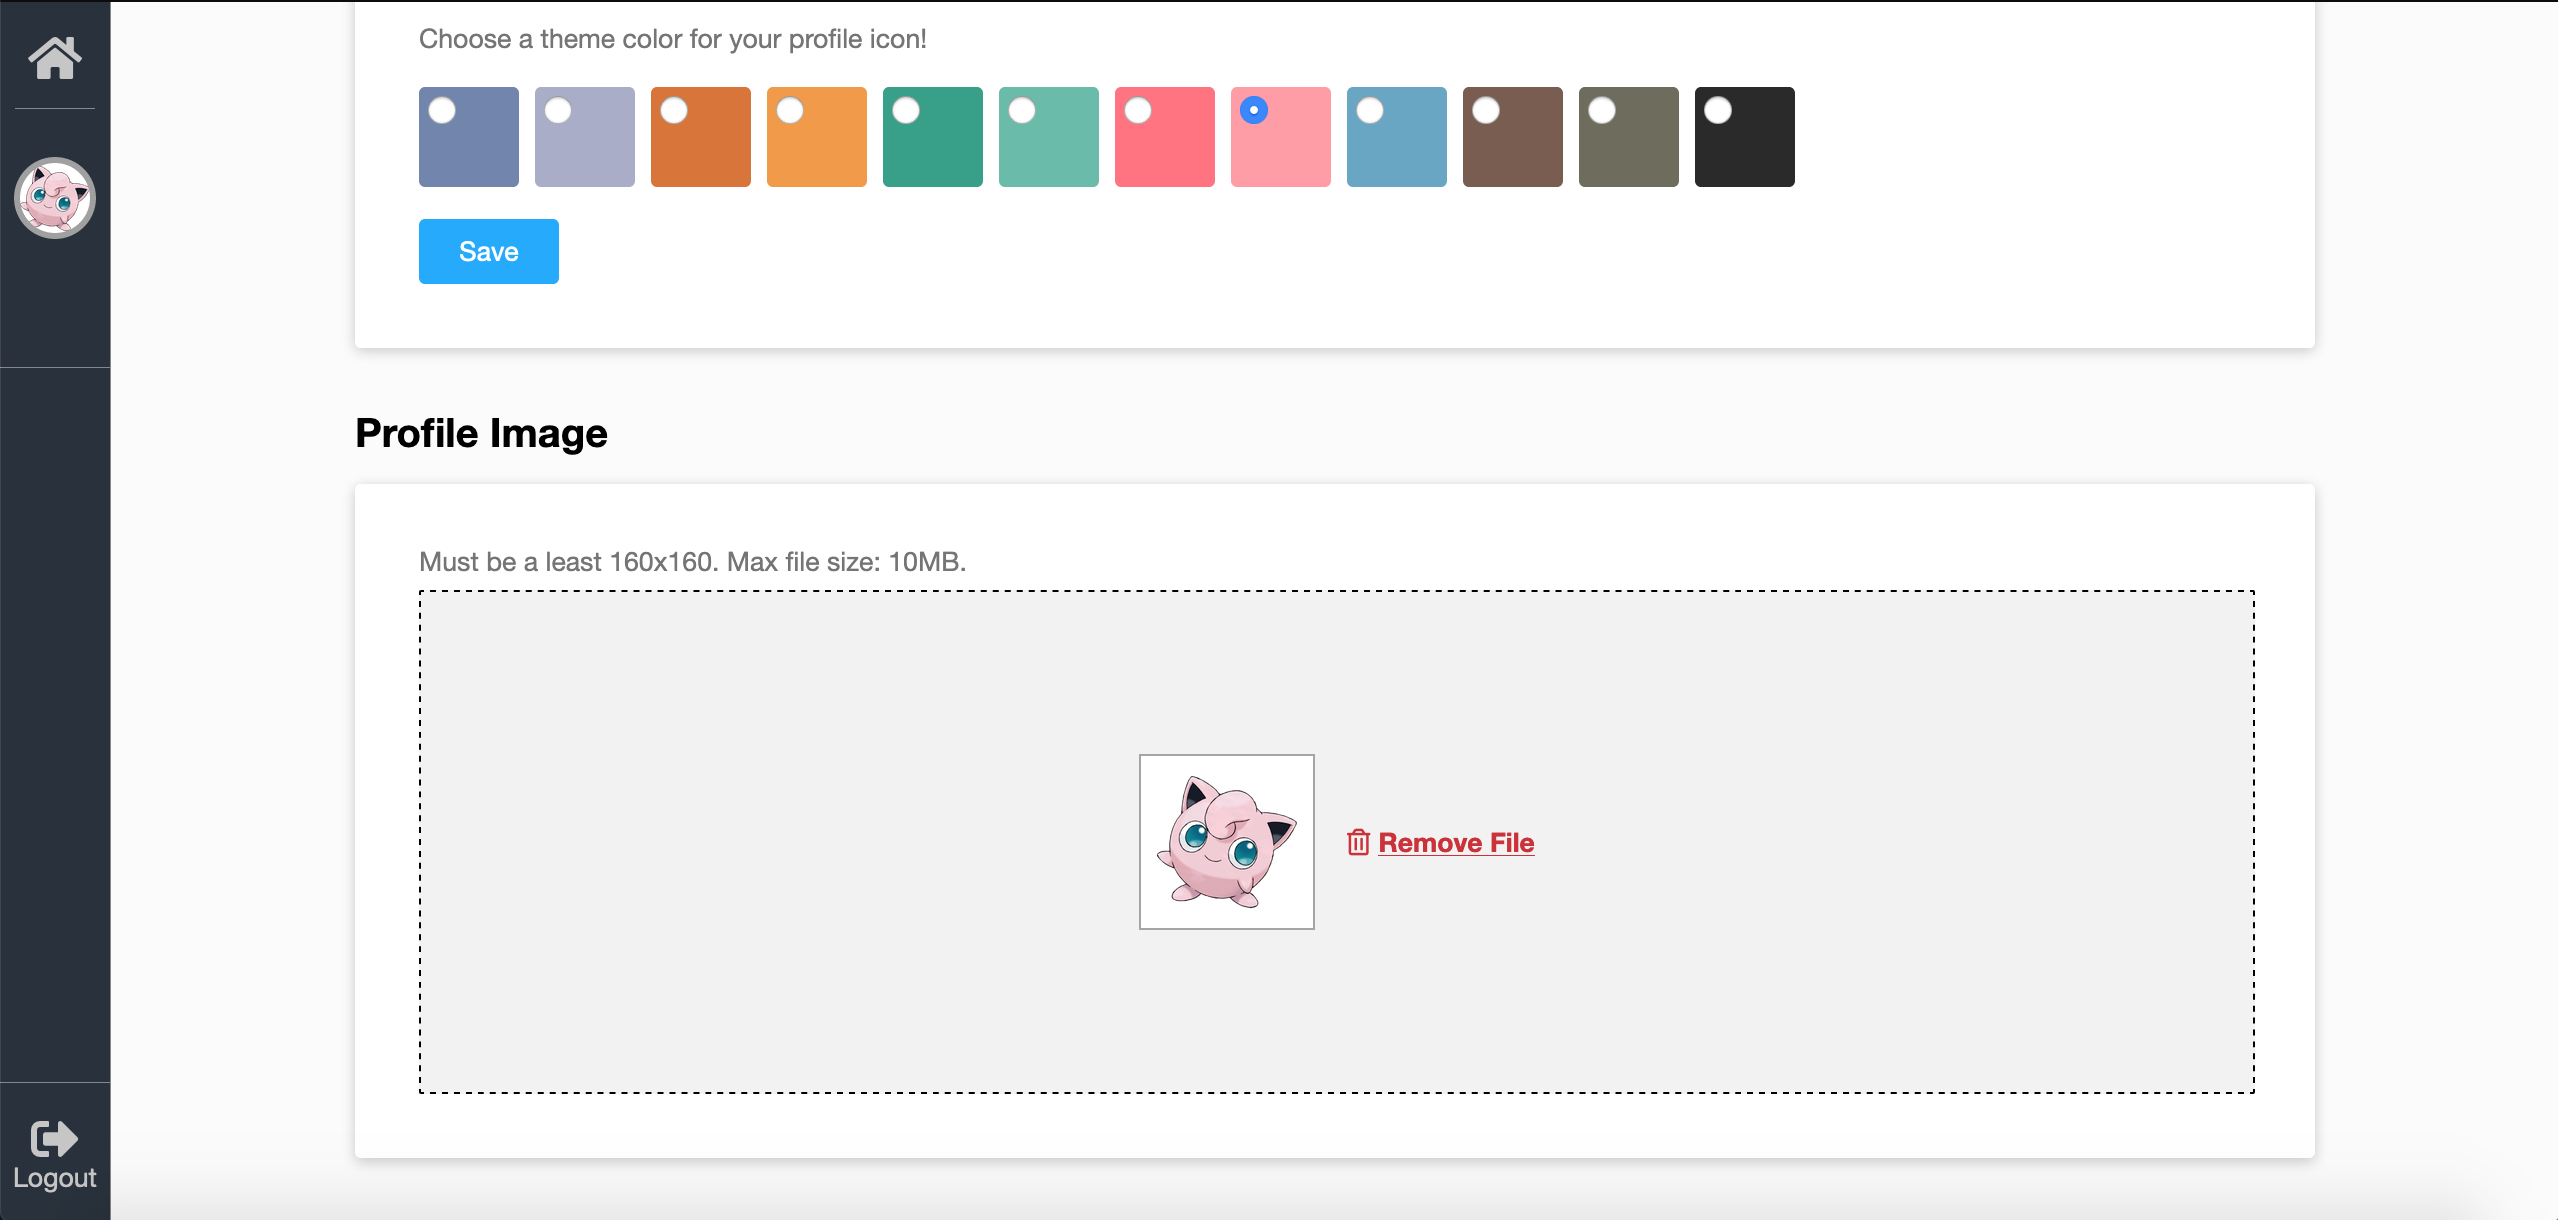 Choose a theme color for your profile icon!
Save
Profile Image
Must be a least 160x160. Max file size: 10MB.
Remove File
Logout